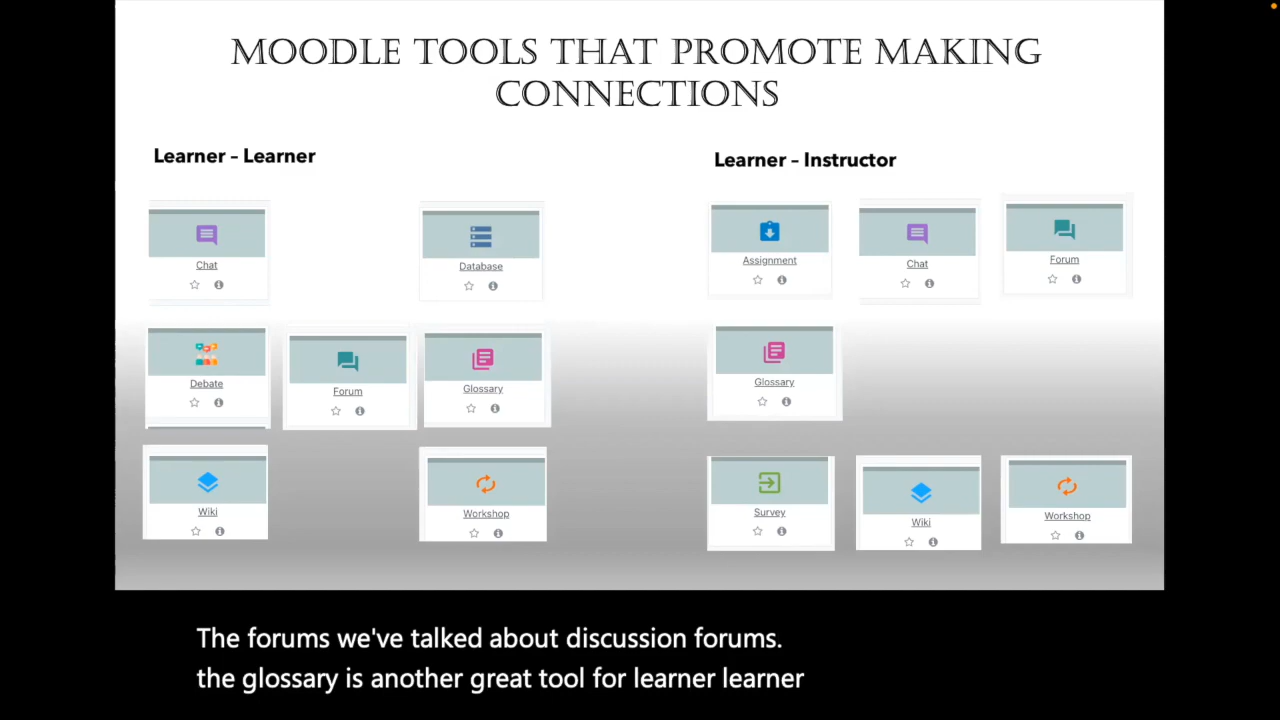 MOODLE TOOLS THAT PROMOTE MAKING
CONNECTIONS
Learner – Learner
Chat
Database
Debate
Forum
Glossary
Wiki
Workshop
Learner – Instructor
Assignment
Chat
Forum
Glossary
Survey
Wiki
Workshop
The forums we've talked about discussion forums.
the glossary is another great tool for learner learner